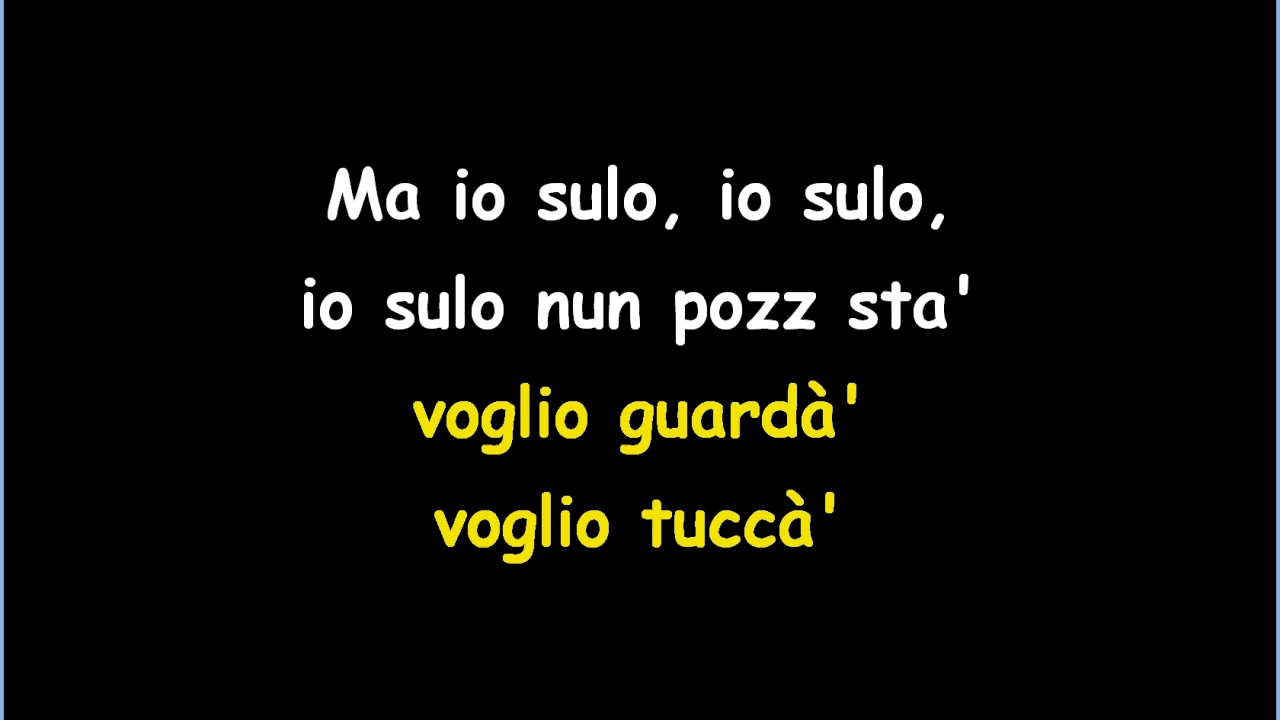 Ma io sulo, io sulo,
io sulo nun pozz sta'
voglio guardà'
voglio tuccà'